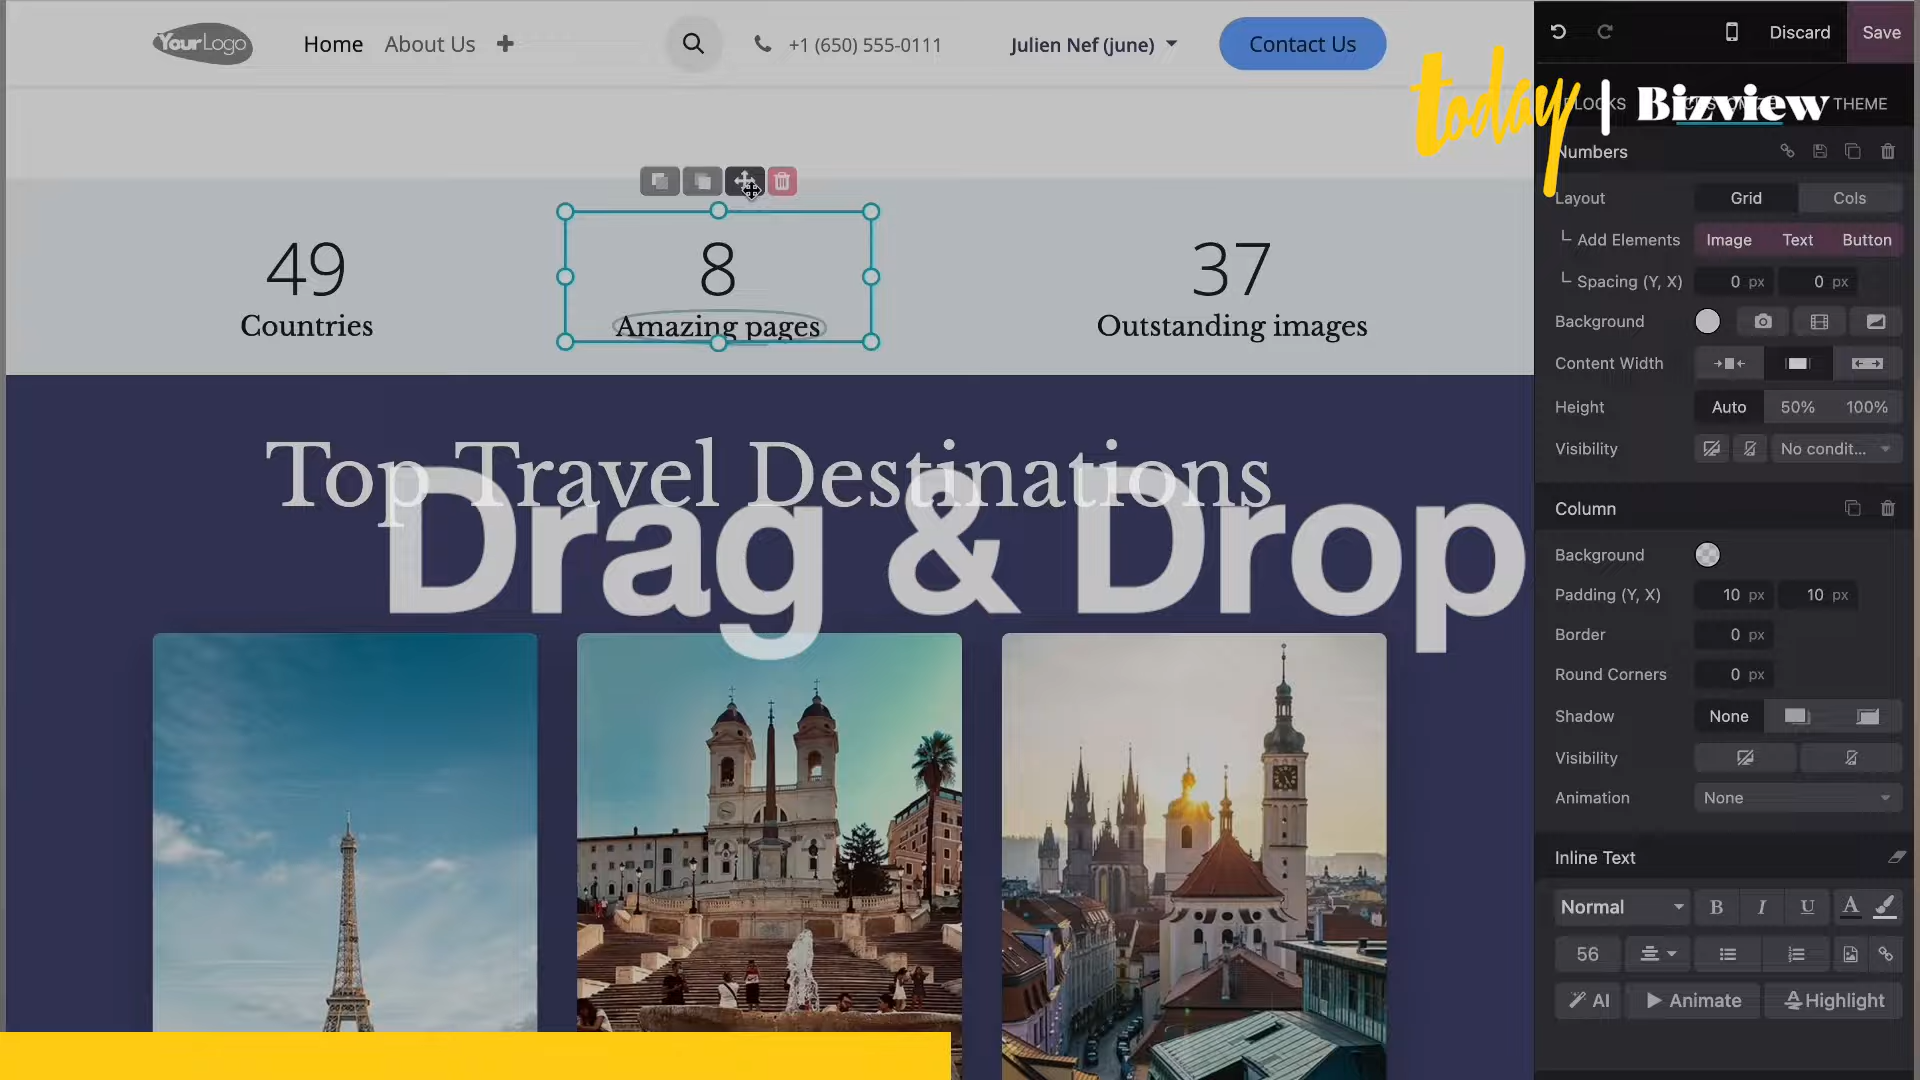 YourLogo
Home
About Us
+1 (650) 555-0111
Julien Nef (june)
Contact Us
Discard
Save
today | Bizview
THEME
Numbers
Layout
Grid
Cols
Add Elements
Image
Text
Button
Spacing (Y, X)
0 px
0 px
Background
Content Width
Height
Auto
50%
100%
Visibility
No condit...
49
Countries
8
Amazing pages
37
Outstanding images
Top Travel Destinations
Drag & Drop
Column
Background
Padding (Y, X)
10 px
10 px
Border
0 px
Round Corners
0 px
Shadow
None
Visibility
Animation
None
Inline Text
Normal
B
I
U
A
56
AI
Animate
Highlight